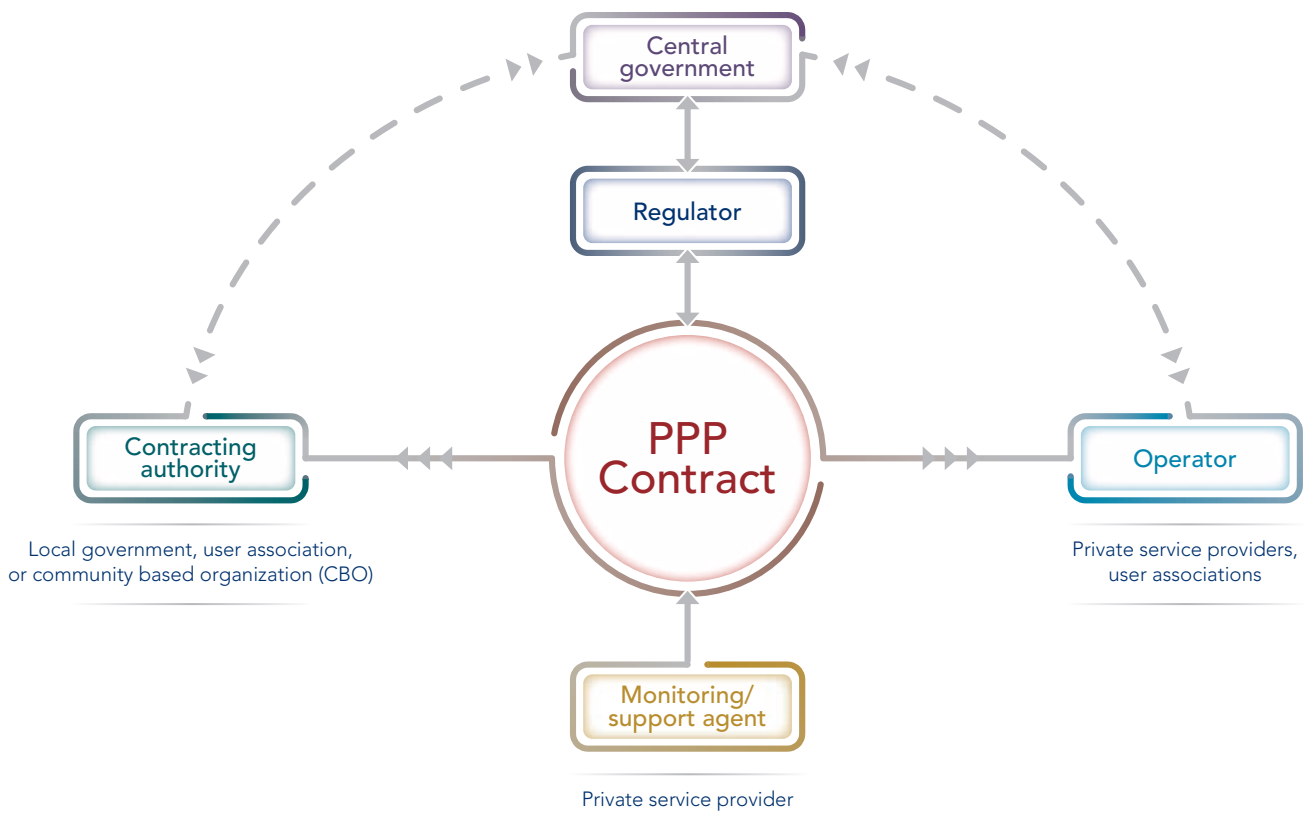 Central
government
Regulator
PPP
Contract
Contracting
authority
Operator
Local government, user association,
or community based organization (CBO)
Private service providers,
user associations
Monitoring/
support agent
Private service provider